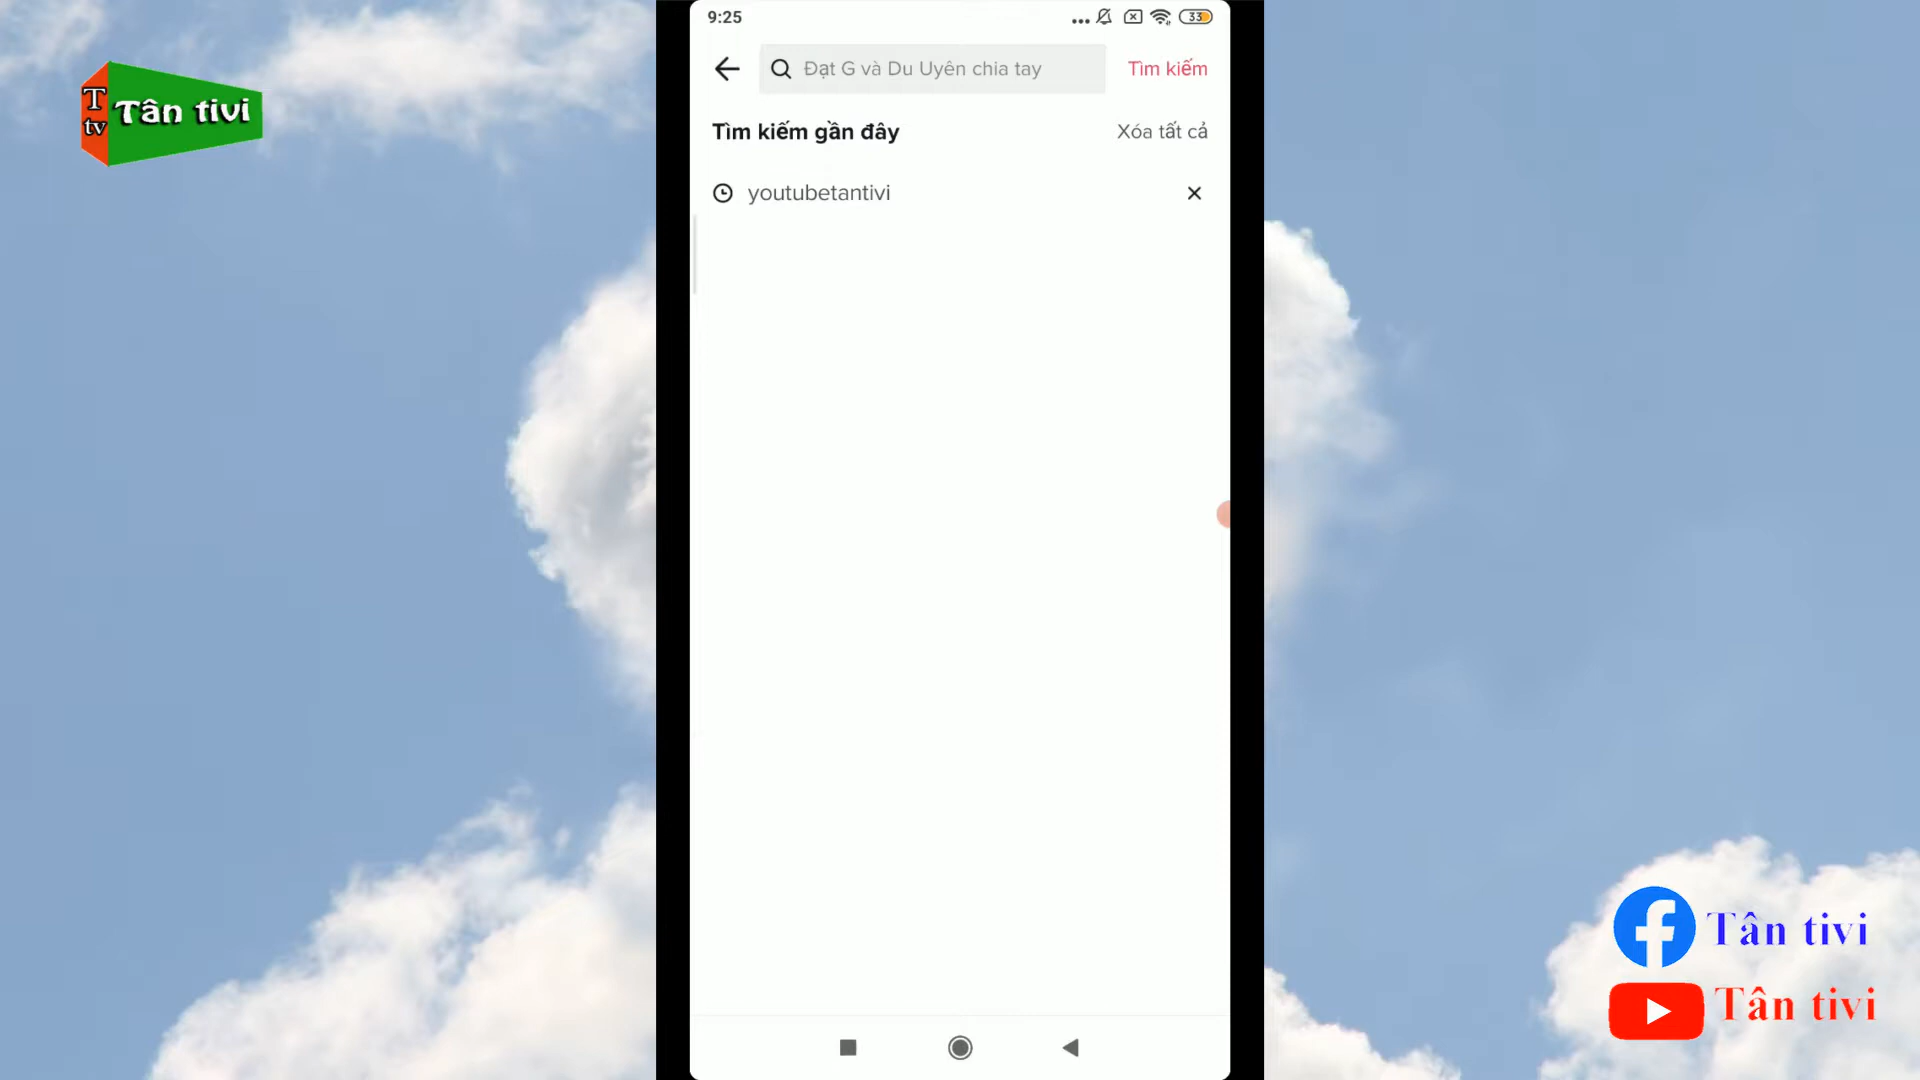 9:25
33
Đạt G và Du Uyên chia tay
Tìm kiếm
Tìm kiếm gần đây
Xóa tất cả
youtubetantivi
T
tv
Tân tivi
Tân tivi
Tân tivi